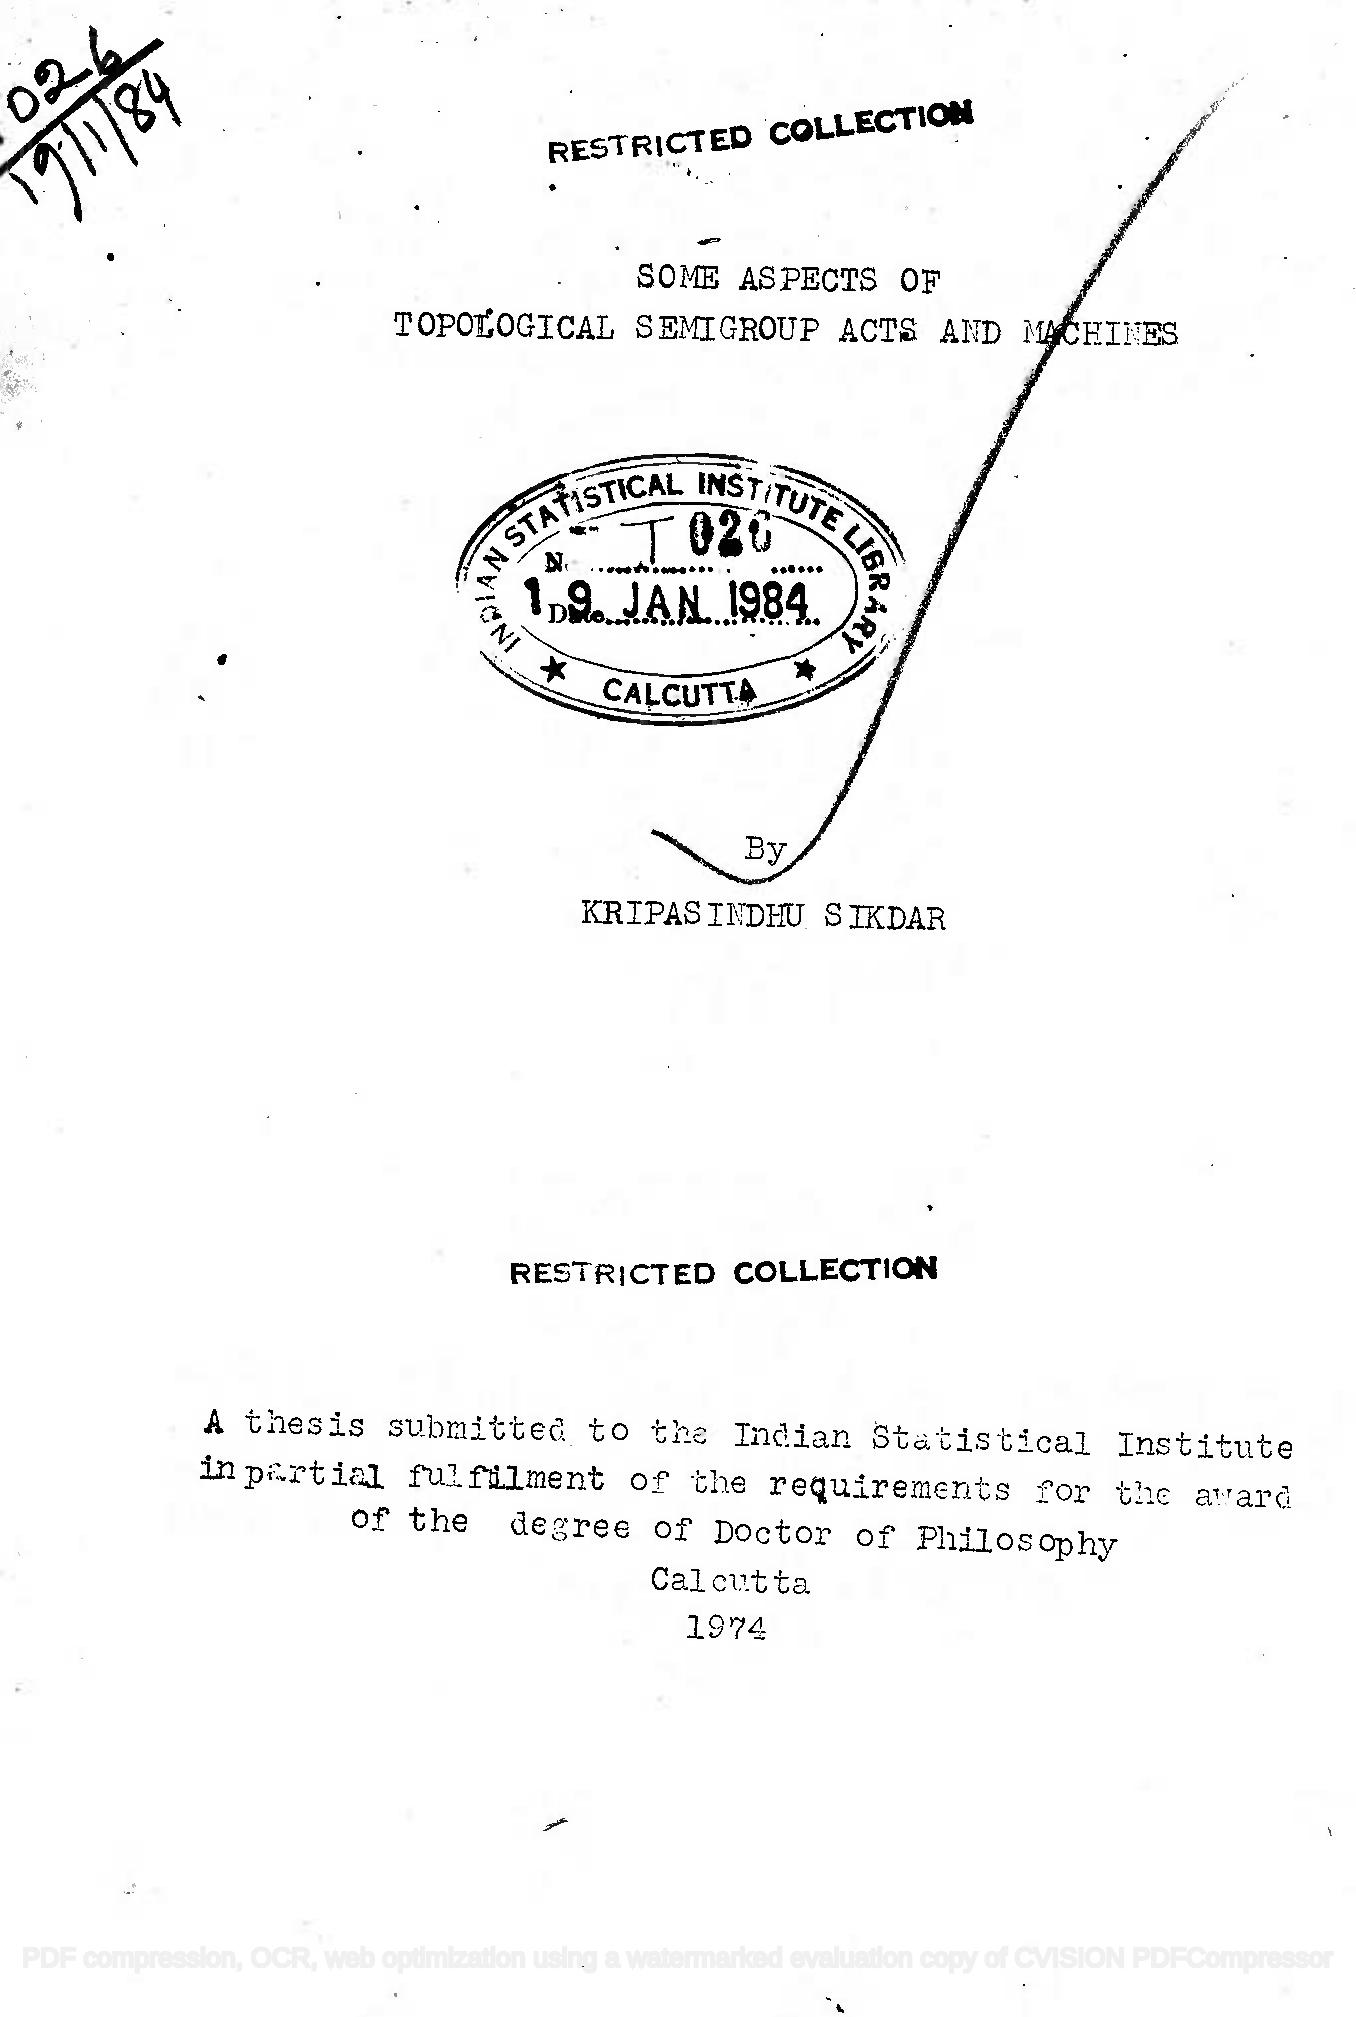 026
19/1/84
RESTRICTED COLLECTION
SOME ASPECTS OF
TOPOLOGICAL SEMIGROUP ACTS AND MACHINES
INDIAN STATISTICAL INSTITUTE LIBRARY
No. T 026
Date 19 JAN 1984
★ CALCUTTA ★
By
KRIPASINDHU SIKDAR
RESTRICTED COLLECTION
A thesis submitted to the Indian Statistical Institute
in partial fulfilment of the requirements for the award
of the degree of Doctor of Philosophy
Calcutta
1974
PDF compression, OCR, web optimization using a watermarked evaluation copy of CVISION PDFCompressor